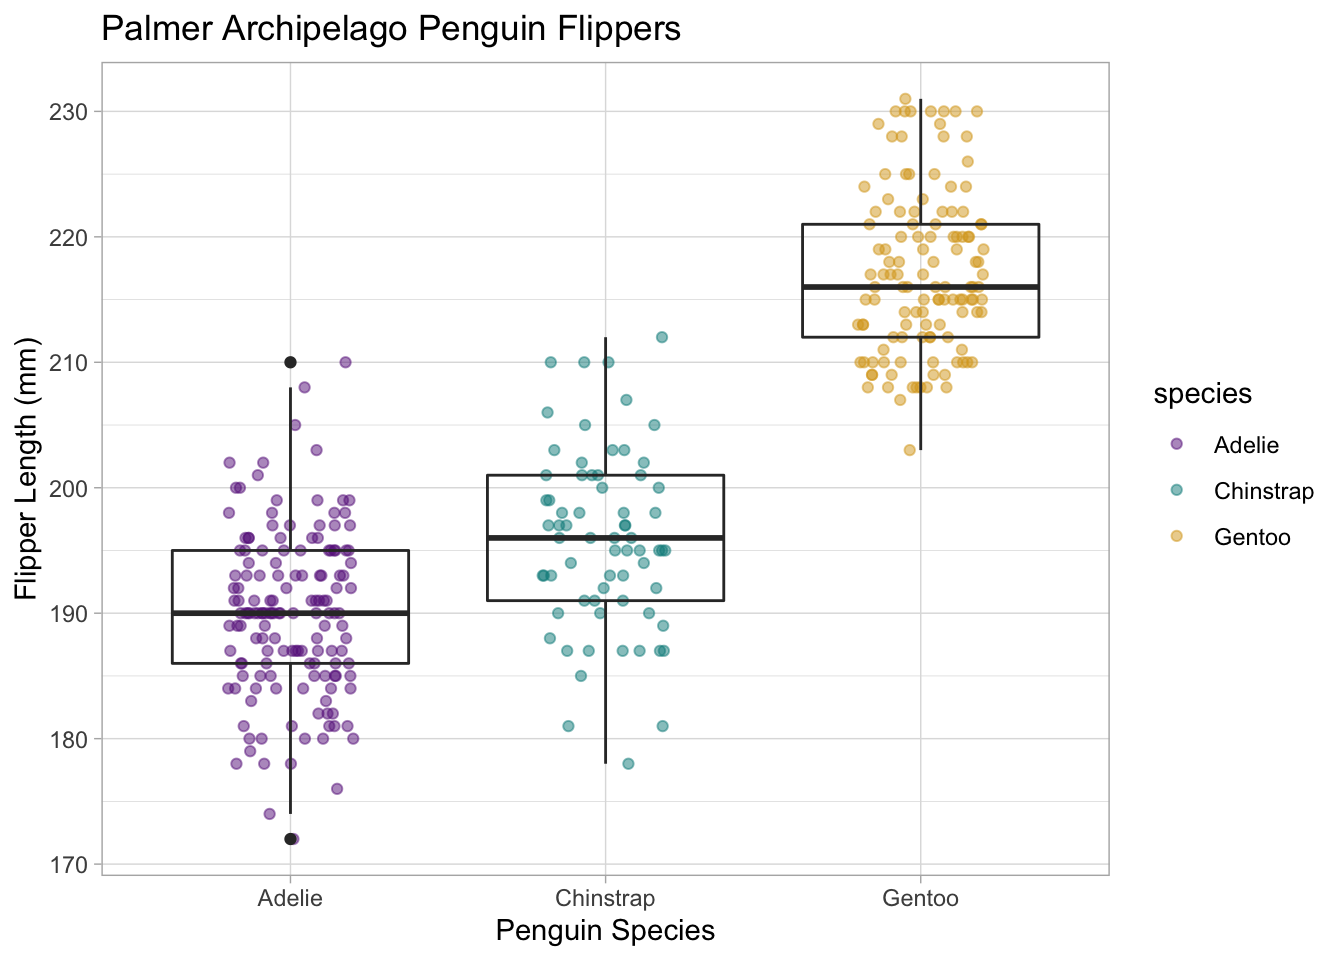 Palmer Archipelago Penguin Flippers
Flipper Length (mm)
230
220
210
200
190
180
170
Adelie
Chinstrap
Gentoo
Penguin Species
species
Adelie
Chinstrap
Gentoo